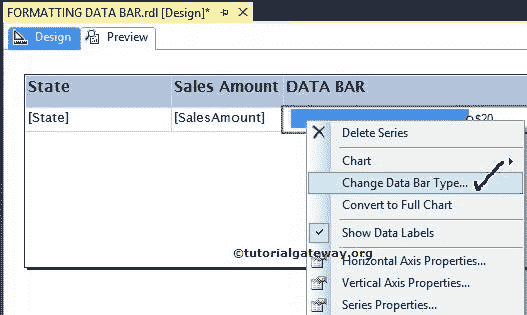 FORMATTING DATA BAR.rdl [Design]*
Design Preview
State Sales Amount DATA BAR
[State] [SalesAmount] $20
Delete Series
Chart
Change Data Bar Type...
Convert to Full Chart
Show Data Labels
©tutorialgateway.org
Horizontal Axis Properties...
Vertical Axis Properties...
Series Properties...